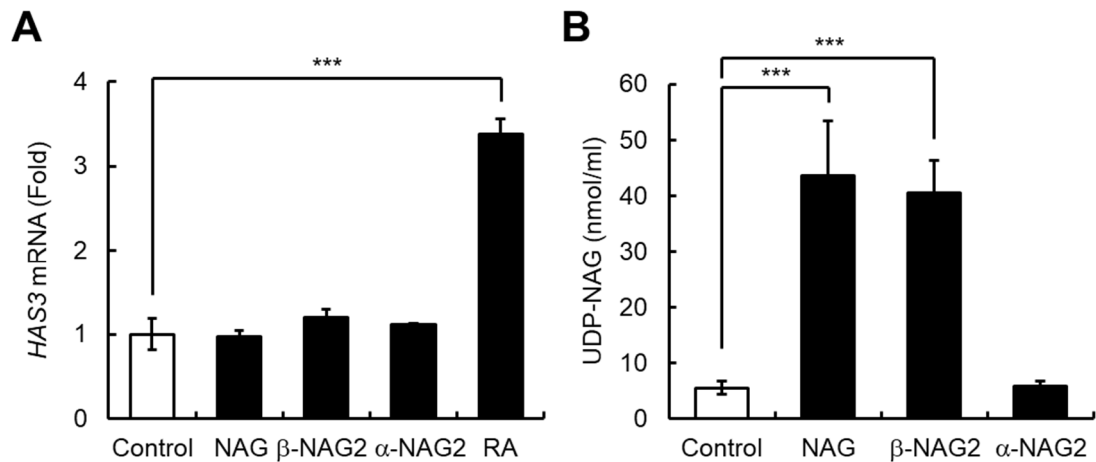 A
HAS3 mRNA (Fold)
4
3
2
1
0
***
Control NAG β-NAG2 α-NAG2 RA
B
UDP-NAG (nmol/ml)
60
50
40
30
20
10
0
***
***
Control NAG β-NAG2 α-NAG2